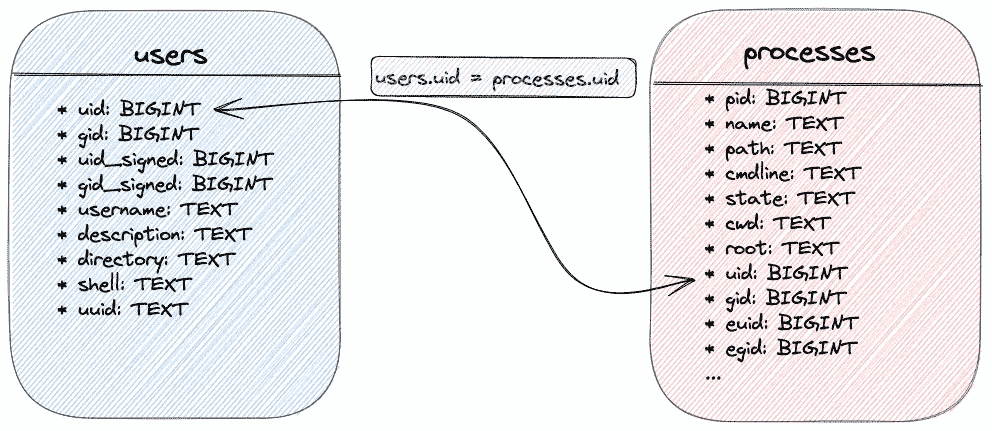 users
* uid: BIGINT
* gid: BIGINT
* uid_signed: BIGINT
* gid_signed: BIGINT
* username: TEXT
* description: TEXT
* directory: TEXT
* shell: TEXT
* uuid: TEXT
users.uid = processes.uid
processes
* pid: BIGINT
* name: TEXT
* path: TEXT
* cmdline: TEXT
* state: TEXT
* cwd: TEXT
* root: TEXT
* uid: BIGINT
* gid: BIGINT
* euid: BIGINT
* egid: BIGINT
...